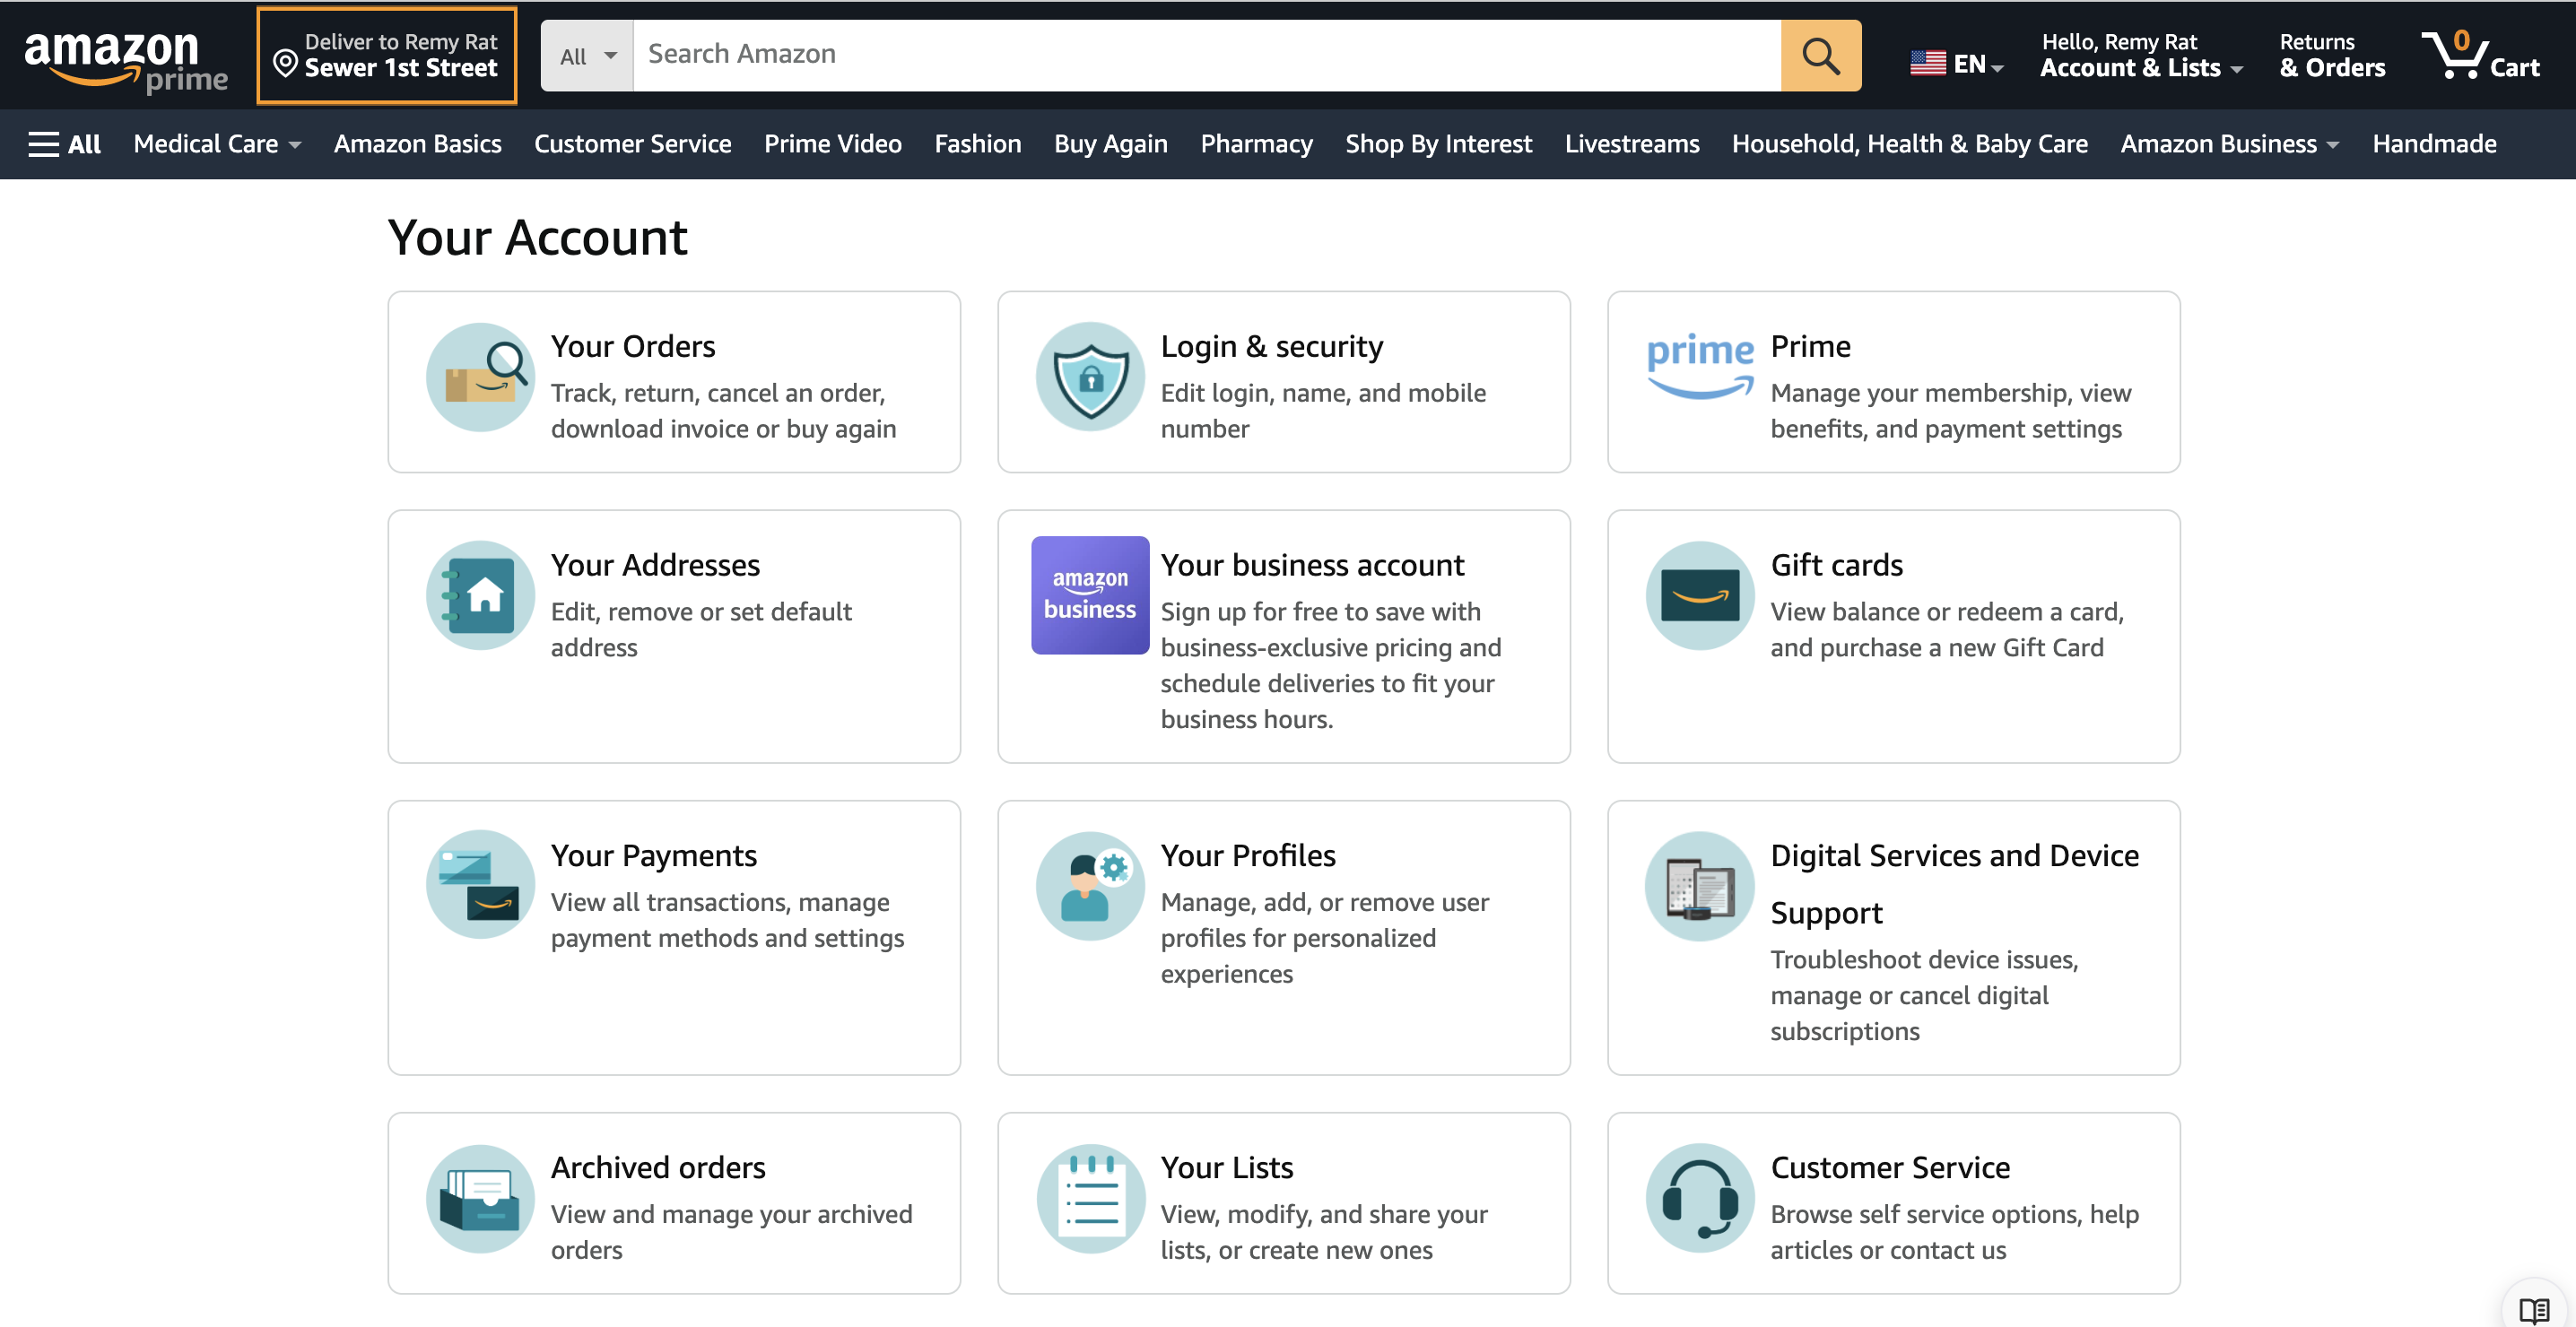 amazon
prime
Deliver to Remy Rat
Sewer 1st Street
All
Search Amazon
EN
Hello, Remy Rat
Account & Lists
Returns
& Orders
0
Cart
All
Medical Care
Amazon Basics
Customer Service
Prime Video
Fashion
Buy Again
Pharmacy
Shop By Interest
Livestreams
Household, Health & Baby Care
Amazon Business
Handmade
Your Account
Your Orders
Track, return, cancel an order,
download invoice or buy again
Login & security
Edit login, name, and mobile
number
prime
Prime
Manage your membership, view
benefits, and payment settings
Your Addresses
Edit, remove or set default
address
amazon
business
Your business account
Sign up for free to save with
business-exclusive pricing and
schedule deliveries to fit your
business hours.
Gift cards
View balance or redeem a card,
and purchase a new Gift Card
Your Payments
View all transactions, manage
payment methods and settings
Your Profiles
Manage, add, or remove user
profiles for personalized
experiences
Digital Services and Device
Support
Troubleshoot device issues,
manage or cancel digital
subscriptions
Archived orders
View and manage your archived
orders
Your Lists
View, modify, and share your
lists, or create new ones
Customer Service
Browse self service options, help
articles or contact us